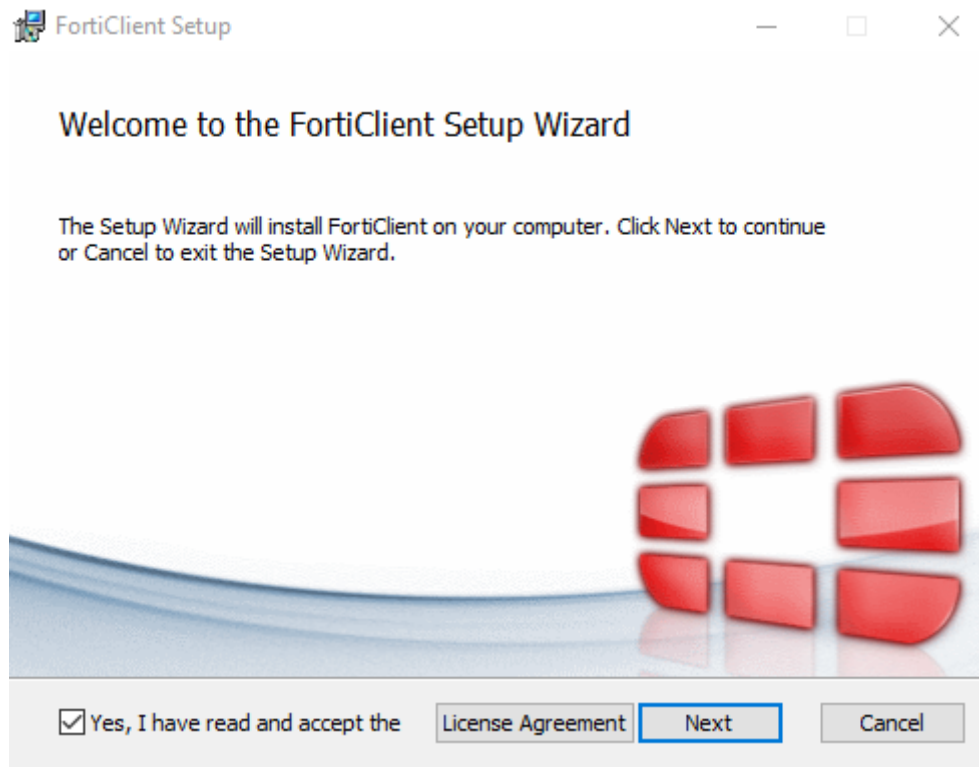 FortiClient Setup
Welcome to the FortiClient Setup Wizard
The Setup Wizard will install FortiClient on your computer. Click Next to continue
or Cancel to exit the Setup Wizard.
Yes, I have read and accept the License Agreement Next Cancel